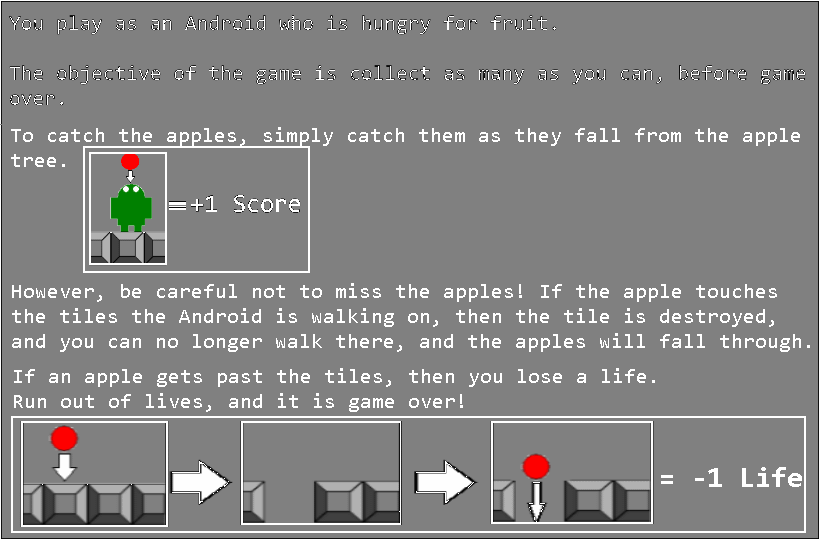 You play as an Android who is hungry for fruit.
The objective of the game is collect as many as you can, before game
over.
To catch the apples, simply catch them as they fall from the apple
tree.
=+1 Score
However, be careful not to miss the apples! If the apple touches
the tiles the Android is walking on, then the tile is destroyed,
and you can no longer walk there, and the apples will fall through.
If an apple gets past the tiles, then you lose a life.
Run out of lives, and it is game over!
= -1 Life